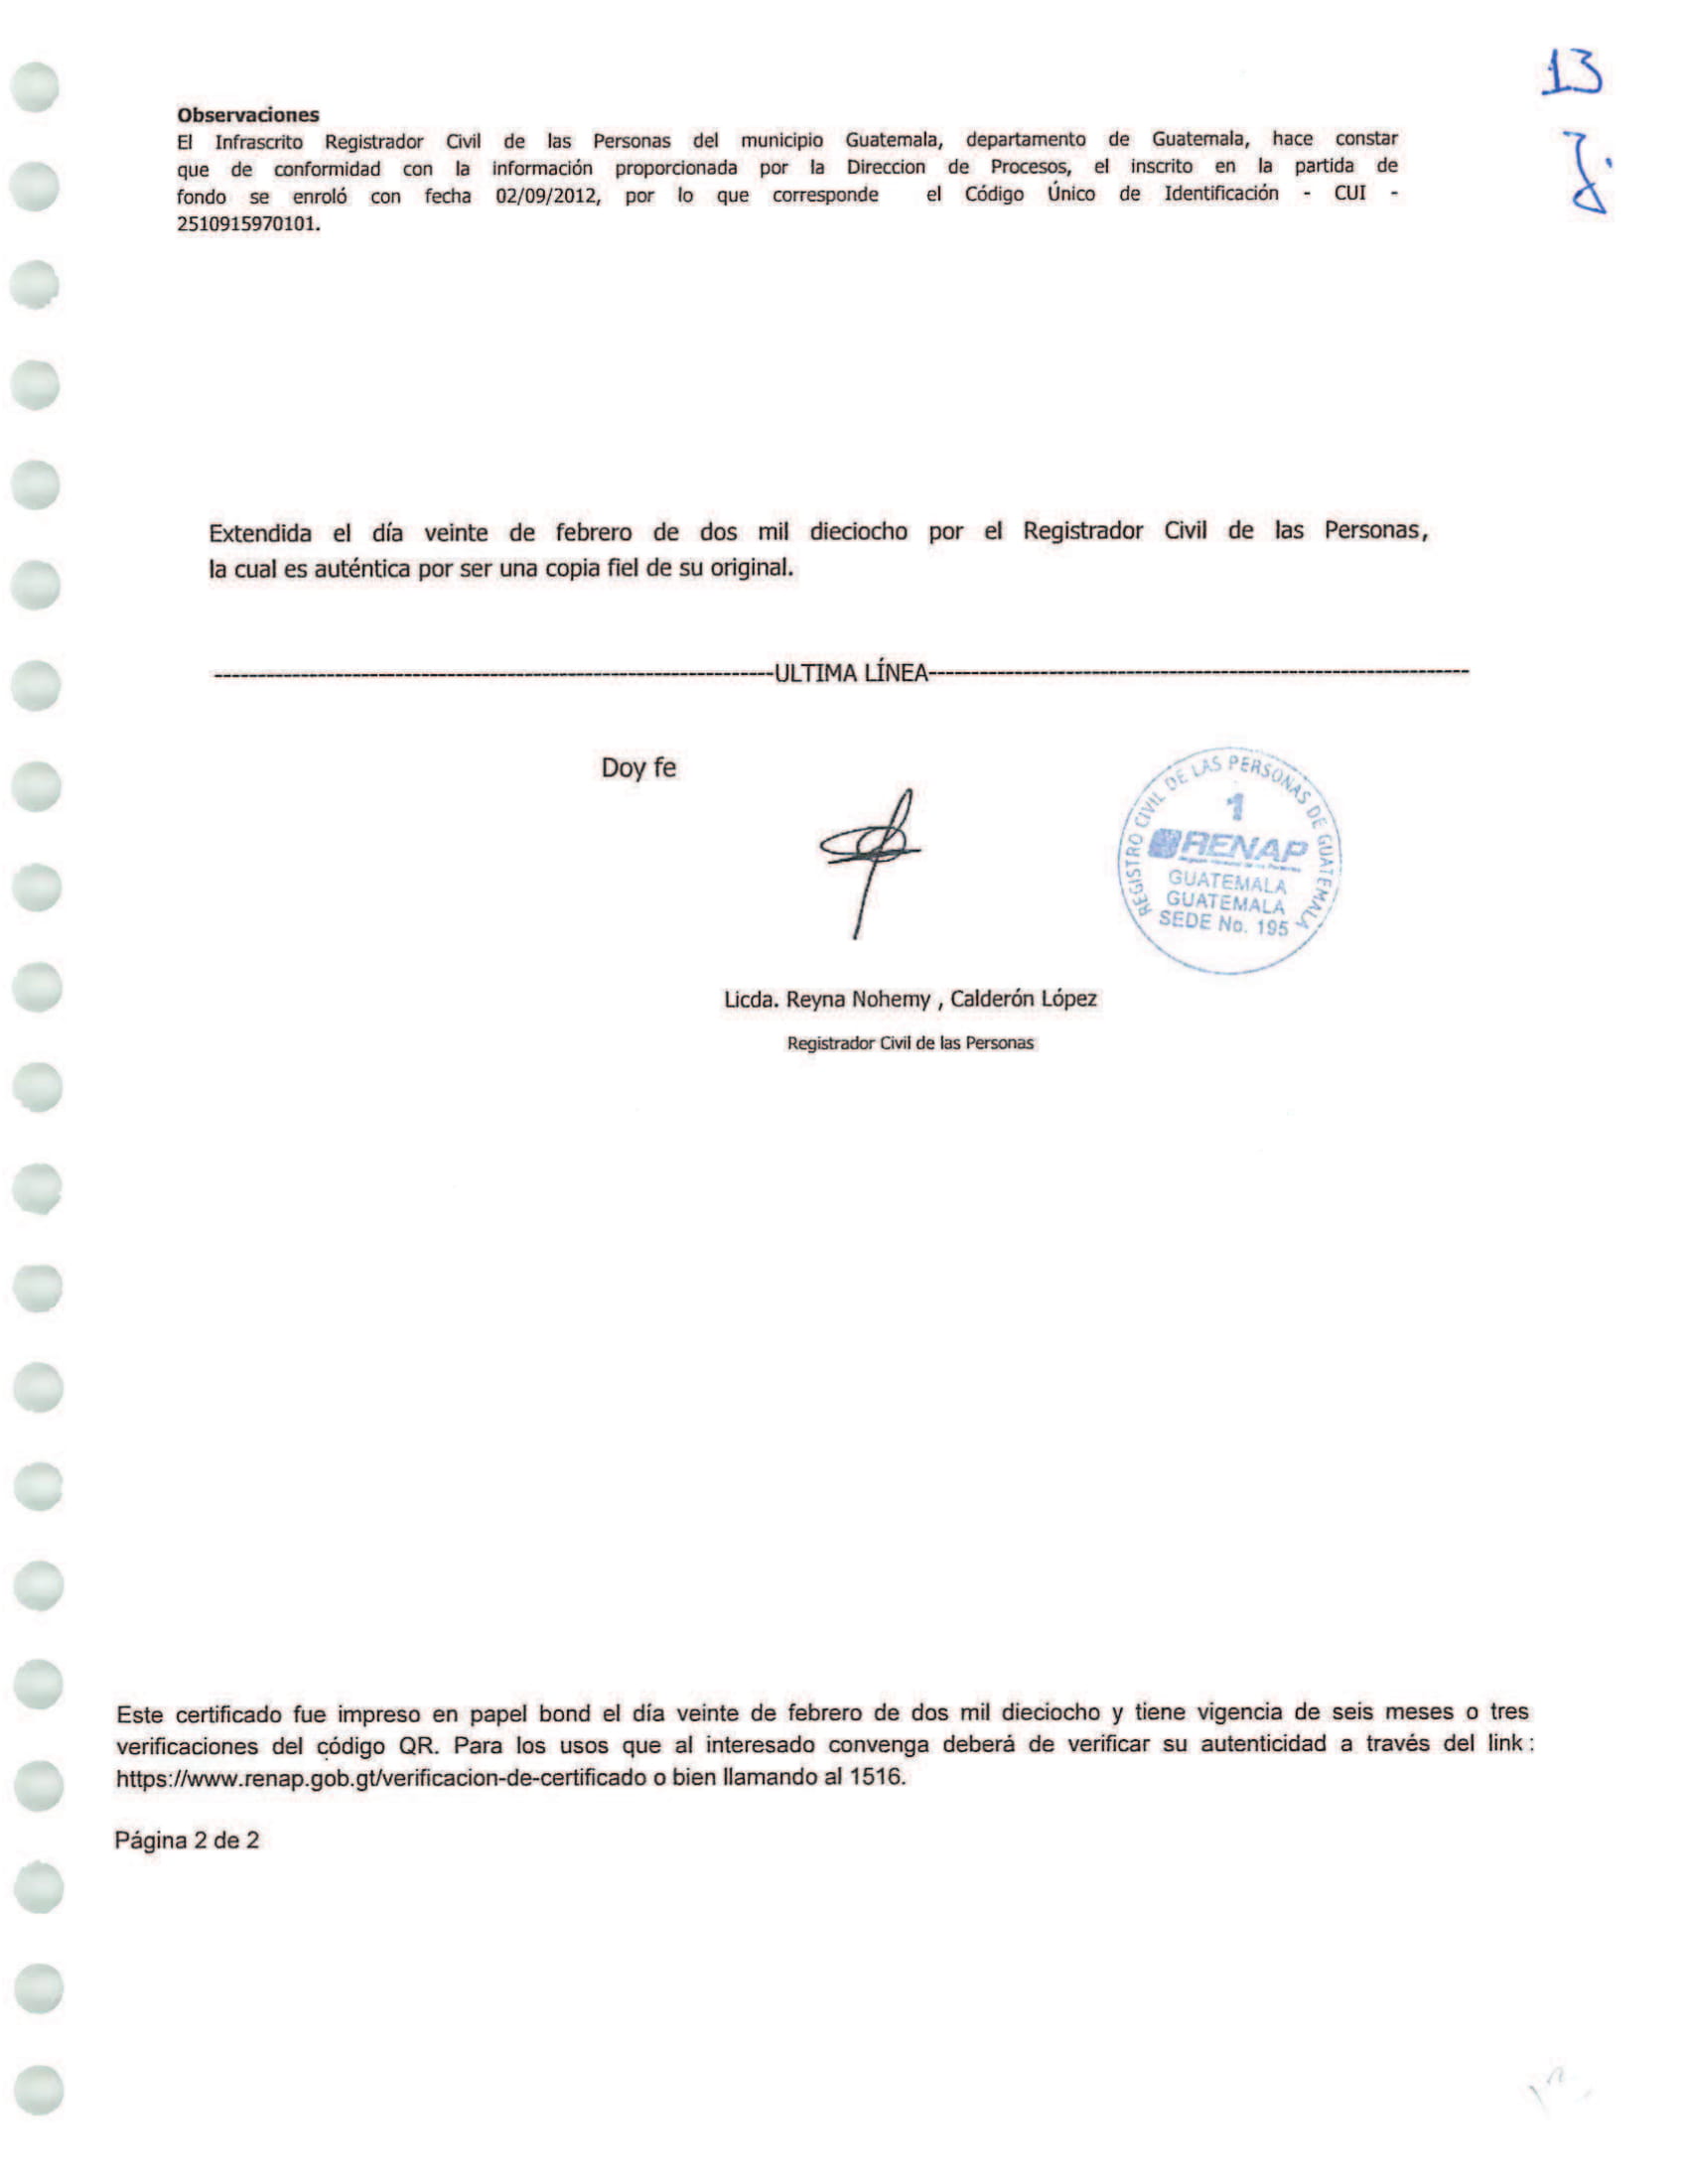 13
Observaciones
El Infrascrito Registrador Civil de las Personas del municipio Guatemala, departamento de Guatemala, hace constar
que de conformidad con la información proporcionada por la Direccion de Procesos, el inscrito en la partida de
fondo se enroló con fecha 02/09/2012, por lo que corresponde el Código Único de Identificación - CUI -
2510915970101.
Extendida el día veinte de febrero de dos mil dieciocho por el Registrador Civil de las Personas,
la cual es auténtica por ser una copia fiel de su original.
ULTIMA LÍNEA
Doy fe
REGISTRO CIVIL DE LAS PERSONAS DE GUATEMALA
1
RENAP
GUATEMALA
GUATEMALA
SEDE No. 195
Licda. Reyna Nohemy , Calderón López
Registrador Civil de las Personas
Este certificado fue impreso en papel bond el día veinte de febrero de dos mil dieciocho y tiene vigencia de seis meses o tres
verificaciones del código QR. Para los usos que al interesado convenga deberá de verificar su autenticidad a través del link :
https://www.renap.gob.gt/verificacion-de-certificado o bien llamando al 1516.
Página 2 de 2